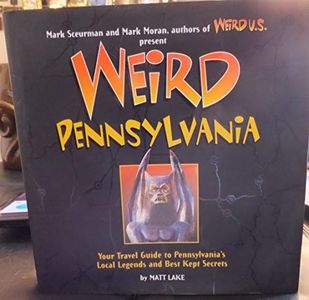 Mark Sceurman and Mark Moran, authors of WEIRD U.S.
present
WEIRD
PENNSYLVANIA
Your Travel Guide to Pennsylvania's
Local Legends and Best Kept Secrets
by MATT LAKE